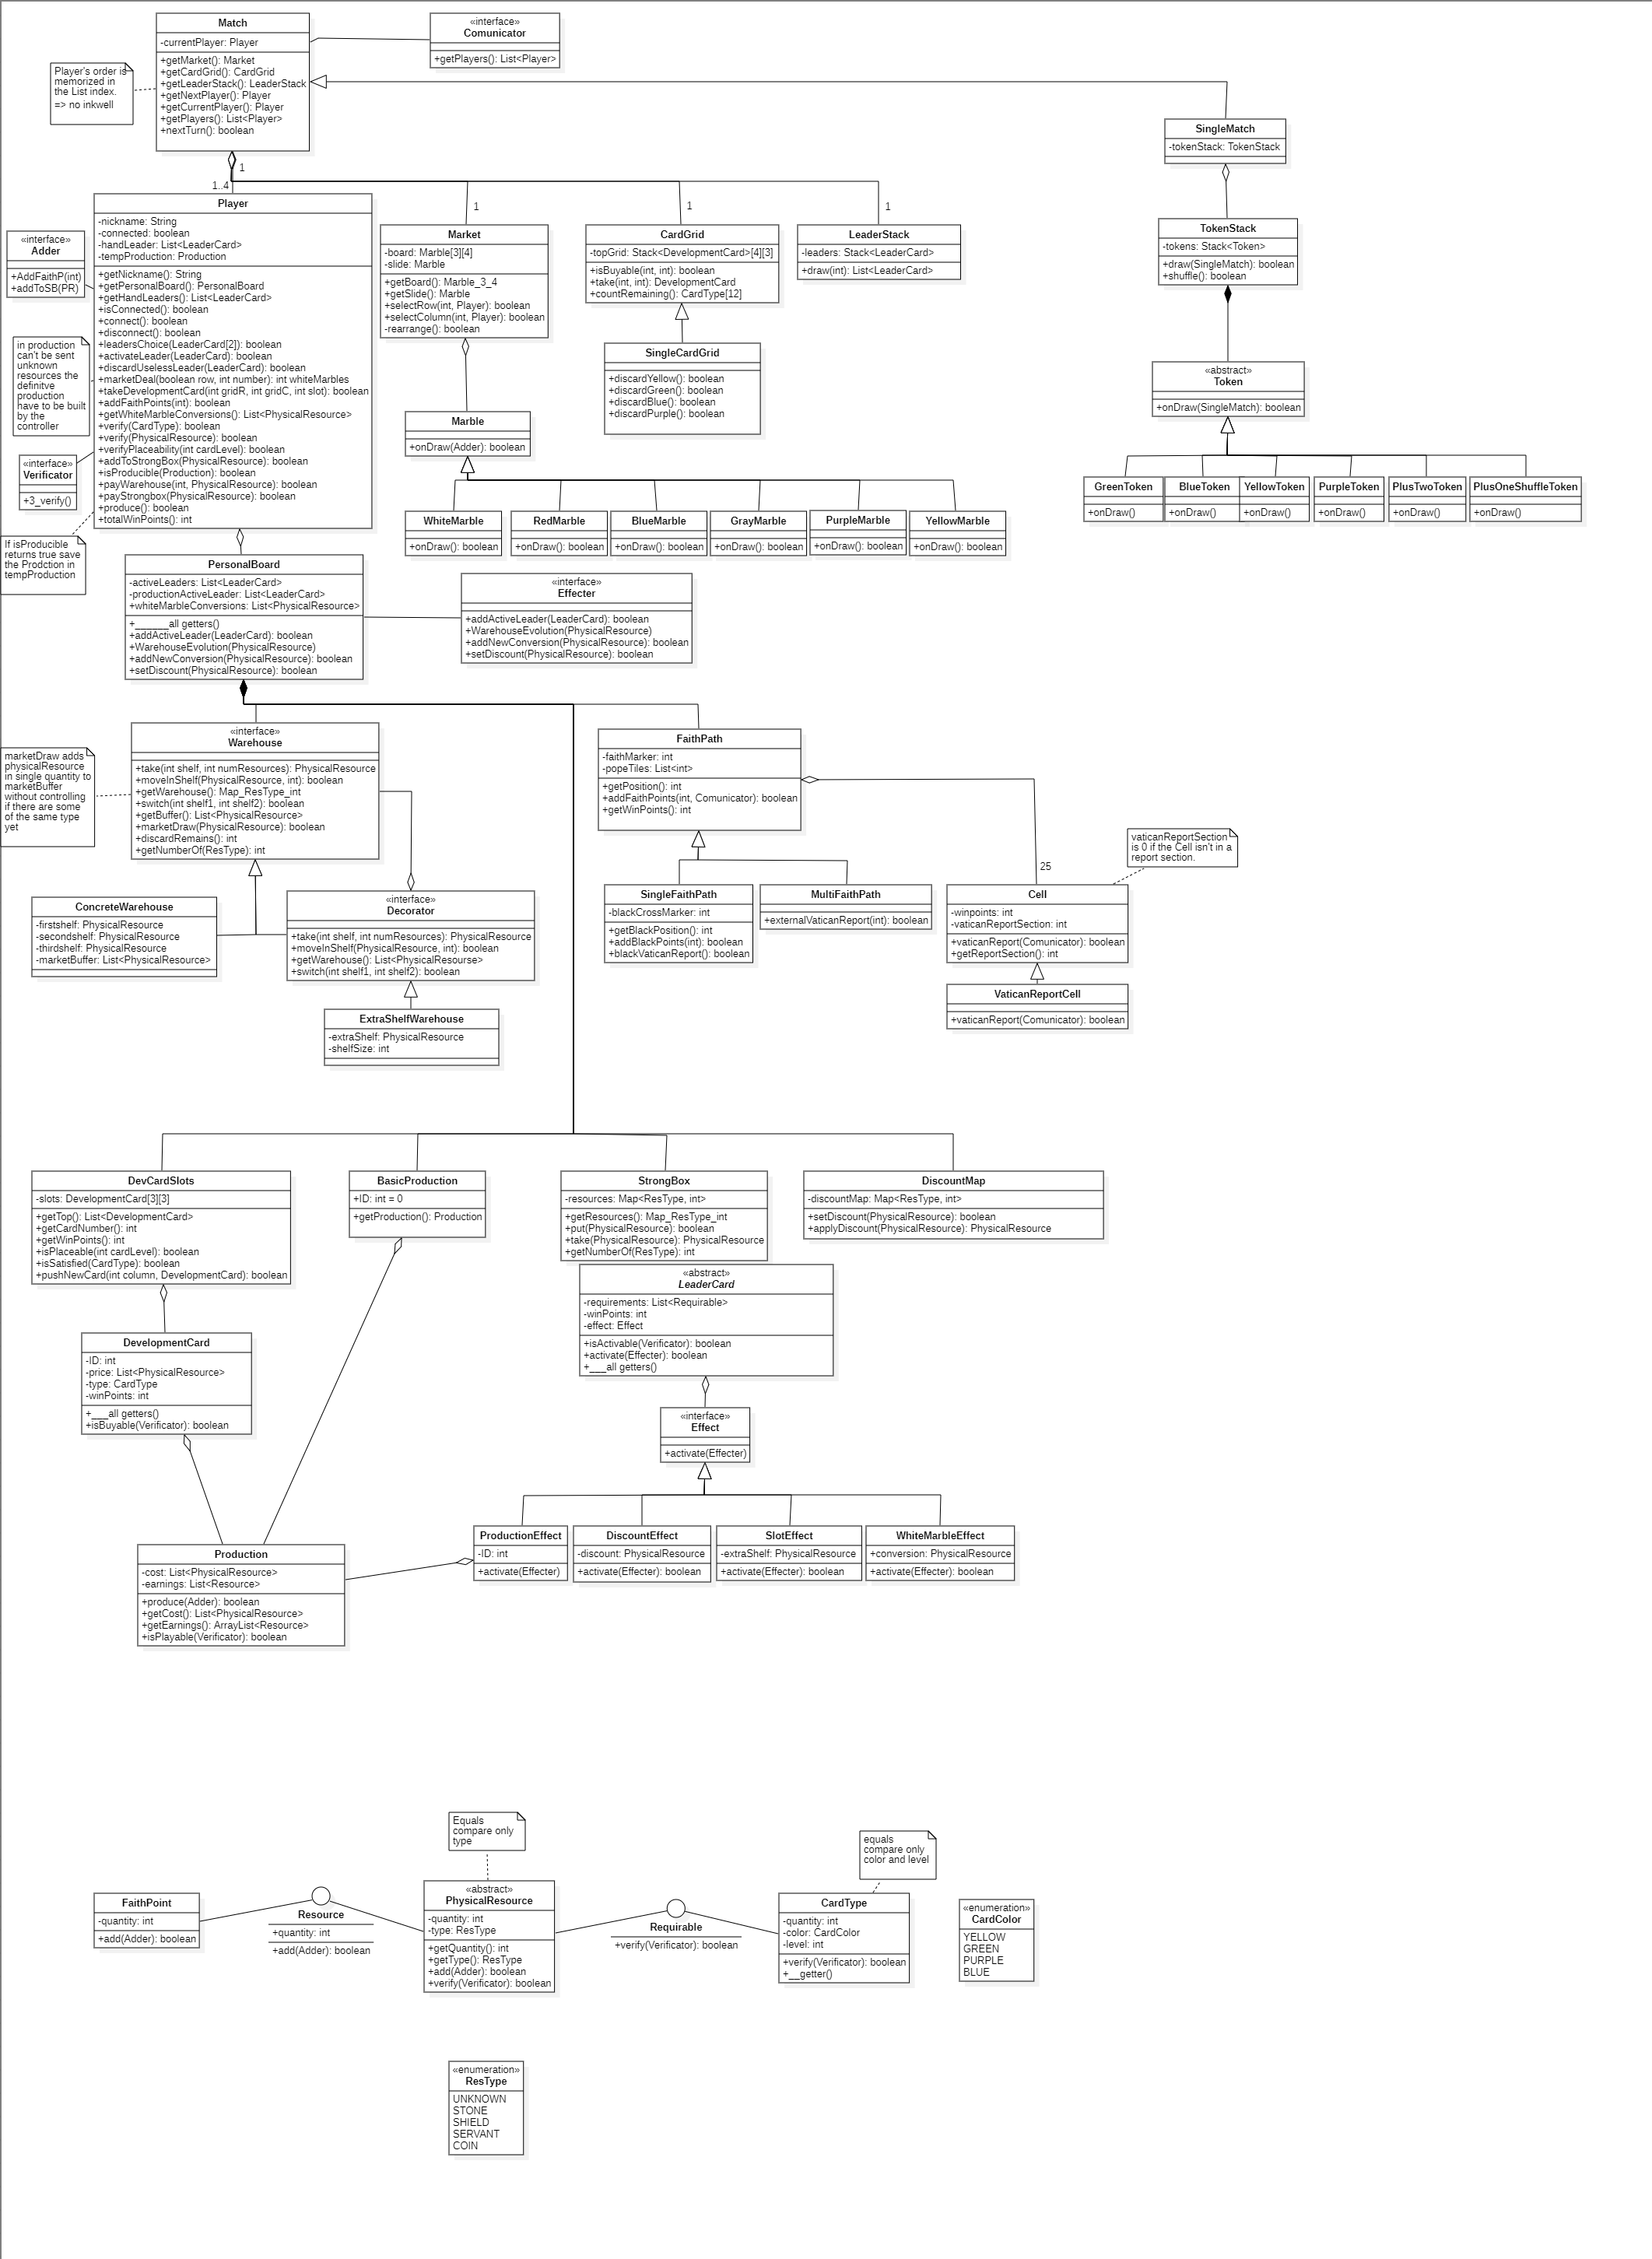 Match
-currentPlayer: Player
+getMarket(): Market
+getCardGrid(): CardGrid
+getLeaderStack(): LeaderStack
+getNextPlayer(): Player
+getCurrentPlayer(): Player
+getPlayers(): List<Player>
+nextTurn(): boolean
«interface»
Comunicator
+getPlayers(): List<Player>
Player's order is
memorized in
the List index.
=> no inkwell
SingleMatch
-tokenStack: TokenStack
1
1..4
1
1
1
Player
-nickname: String
-connected: boolean
-handLeader: List<LeaderCard>
-tempProduction: Production
+getNickname(): String
+getPersonalBoard(): PersonalBoard
+getHandLeaders(): List<LeaderCard>
+isConnected(): boolean
+connect(): boolean
+disconnect(): boolean
+leadersChoice(LeaderCard[2]): boolean
+activateLeader(LeaderCard): boolean
+discardUselessLeader(LeaderCard): boolean
+marketDeal(boolean row, int number): int whiteMarbles
+takeDevelopmentCard(int gridR, int gridC, int slot): boolean
+addFaithPoints(int): boolean
+getWhiteMarbleConversions(): List<PhysicalResource>
+verify(CardType): boolean
+verify(PhysicalResource): boolean
+verifyPlaceability(int cardLevel): boolean
+addToStrongBox(PhysicalResource): boolean
+isProducible(Production): boolean
+payWarehouse(int, PhysicalResource): boolean
+payStrongbox(PhysicalResource): boolean
+produce(): boolean
+totalWinPoints(): int
«interface»
Adder
+AddFaithP(int)
+addToSB(PR)
in production
can't be sent
unknown
resources the
definitve
production
have to be built
by the
controller
«interface»
Verificator
+3_verify()
If isProducible
returns true save
the Prodction in
tempProduction
Market
-board: Marble[3][4]
-slide: Marble
+getBoard(): Marble_3_4
+getSlide(): Marble
+selectRow(int, Player): boolean
+selectColumn(int, Player): boolean
-rearrange(): boolean
CardGrid
-topGrid: Stack<DevelopmentCard>[4][3]
+isBuyable(int, int): boolean
+take(int, int): DevelopmentCard
+countRemaining(): CardType[12]
LeaderStack
-leaders: Stack<LeaderCard>
+draw(int): List<LeaderCard>
TokenStack
-tokens: Stack<Token>
+draw(SingleMatch): boolean
+shuffle(): boolean
SingleCardGrid
+discardYellow(): boolean
+discardGreen(): boolean
+discardBlue(): boolean
+discardPurple(): boolean
Marble
+onDraw(Adder): boolean
«abstract»
Token
+onDraw(SingleMatch): boolean
WhiteMarble
+onDraw(): boolean
RedMarble
+onDraw(): boolean
BlueMarble
+onDraw(): boolean
GrayMarble
+onDraw(): boolean
PurpleMarble
+onDraw(): boolean
YellowMarble
+onDraw(): boolean
GreenToken
+onDraw()
BlueToken
+onDraw()
YellowToken
+onDraw()
PurpleToken
+onDraw()
PlusTwoToken
+onDraw()
PlusOneShuffleToken
+onDraw()
PersonalBoard
-activeLeaders: List<LeaderCard>
-productionActiveLeader: List<LeaderCard>
+whiteMarbleConversions: List<PhysicalResource>
+______all getters()
+addActiveLeader(LeaderCard): boolean
+WarehouseEvolution(PhysicalResource)
+addNewConversion(PhysicalResource): boolean
+setDiscount(PhysicalResource): boolean
«interface»
Effecter
+addActiveLeader(LeaderCard): boolean
+WarehouseEvolution(PhysicalResource)
+addNewConversion(PhysicalResource): boolean
+setDiscount(PhysicalResource): boolean
marketDraw adds
physicalResource
in single quantity to
marketBuffer
without controlling
if there are some
of the same type
yet
«interface»
Warehouse
+take(int shelf, int numResources): PhysicalResource
+moveInShelf(PhysicalResource, int): boolean
+getWarehouse(): Map_ResType_int
+switch(int shelf1, int shelf2): boolean
+getBuffer(): List<PhysicalResource>
+marketDraw(PhysicalResource): boolean
+discardRemains(): int
+getNumberOf(ResType): int
FaithPath
-faithMarker: int
-popeTiles: List<int>
+getPosition(): int
+addFaithPoints(int, Comunicator): boolean
+getWinPoints(): int
25
vaticanReportSection
is 0 if the Cell isn't in a
report section.
ConcreteWarehouse
-firstshelf: PhysicalResource
-secondshelf: PhysicalResource
-thirdshelf: PhysicalResource
-marketBuffer: List<PhysicalResource>
«interface»
Decorator
+take(int shelf, int numResources): PhysicalResource
+moveInShelf(PhysicalResource, int): boolean
+getWarehouse(): List<PhysicalResourse>
+switch(int shelf1, int shelf2): boolean
SingleFaithPath
-blackCrossMarker: int
+getBlackPosition(): int
+addBlackPoints(int): boolean
+blackVaticanReport(): boolean
MultiFaithPath
+externalVaticanReport(int): boolean
Cell
-winpoints: int
-vaticanReportSection: int
+vaticanReport(Comunicator): boolean
+getReportSection(): int
VaticanReportCell
+vaticanReport(Comunicator): boolean
ExtraShelfWarehouse
-extraShelf: PhysicalResource
-shelfSize: int
DevCardSlots
-slots: DevelopmentCard[3][3]
+getTop(): List<DevelopmentCard>
+getCardNumber(): int
+getWinPoints(): int
+isPlaceable(int cardLevel): boolean
+isSatisfied(CardType): boolean
+pushNewCard(int column, DevelopmentCard): boolean
BasicProduction
+ID: int = 0
+getProduction(): Production
StrongBox
-resources: Map<ResType, int>
+getResources(): Map_ResType_int
+put(PhysicalResource): boolean
+take(PhysicalResource): PhysicalResource
+getNumberOf(ResType): int
DiscountMap
-discountMap: Map<ResType, int>
+setDiscount(PhysicalResource): boolean
+applyDiscount(PhysicalResource): PhysicalResource
«abstract»
LeaderCard
-requirements: List<Requirable>
-winPoints: int
-effect: Effect
+isActivable(Verificator): boolean
+activate(Effecter): boolean
+___all getters()
DevelopmentCard
-ID: int
-price: List<PhysicalResource>
-type: CardType
-winPoints: int
+___all getters()
+isBuyable(Verificator): boolean
«interface»
Effect
+activate(Effecter)
ProductionEffect
-ID: int
+activate(Effecter)
DiscountEffect
-discount: PhysicalResource
+activate(Effecter): boolean
SlotEffect
-extraShelf: PhysicalResource
+activate(Effecter): boolean
WhiteMarbleEffect
+conversion: PhysicalResource
+activate(Effecter): boolean
Production
-cost: List<PhysicalResource>
-earnings: List<Resource>
+produce(Adder): boolean
+getCost(): List<PhysicalResource>
+getEarnings(): ArrayList<Resource>
+isPlayable(Verificator): boolean
Equals
compare only
type
equals
compare only
color and level
FaithPoint
-quantity: int
+add(Adder): boolean
Resource
+quantity: int
+add(Adder): boolean
«abstract»
PhysicalResource
-quantity: int
-type: ResType
+getQuantity(): int
+getType(): ResType
+add(Adder): boolean
+verify(Verificator): boolean
Requirable
+verify(Verificator): boolean
CardType
-quantity: int
-color: CardColor
-level: int
+verify(Verificator): boolean
+__getter()
«enumeration»
CardColor
YELLOW
GREEN
PURPLE
BLUE
«enumeration»
ResType
UNKNOWN
STONE
SHIELD
SERVANT
COIN